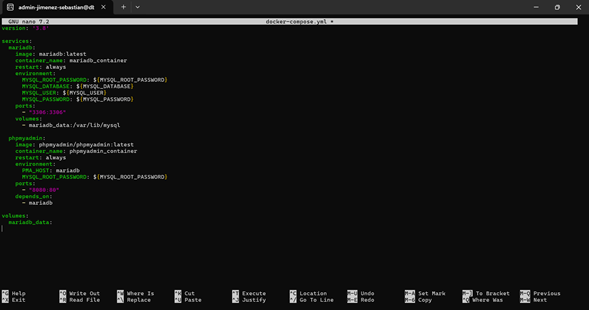 admin-jimenez-sebastian@dt
GNU nano 7.2 docker-compose.yml *
version: "3.8"
services:
  mariadb:
    image: mariadb:latest
    container_name: mariadb_container
    restart: always
    environment:
      MYSQL_ROOT_PASSWORD: ${MYSQL_ROOT_PASSWORD}
      MYSQL_DATABASE: ${MYSQL_DATABASE}
      MYSQL_USER: ${MYSQL_USER}
      MYSQL_PASSWORD: ${MYSQL_PASSWORD}
    ports:
      - "3306:3306"
    volumes:
      - mariadb_data:/var/lib/mysql
  phpmyadmin:
    image: phpmyadmin/phpmyadmin:latest
    container_name: phpmyadmin_container
    restart: always
    environment:
      PMA_HOST: mariadb
      MYSQL_ROOT_PASSWORD: ${MYSQL_ROOT_PASSWORD}
    ports:
      - "8080:80"
    depends_on:
      - mariadb
volumes:
  mariadb_data:
^G Help ^O Write Out ^W Where Is ^K Cut ^T Execute ^C Location M-U Undo M-A Set Mark M-] To Bracket M-Q Previous
^X Exit ^R Read File ^\ Replace ^U Paste ^J Justify ^/ Go To Line M-E Redo M-6 Copy ^Q Where Was M-W Next